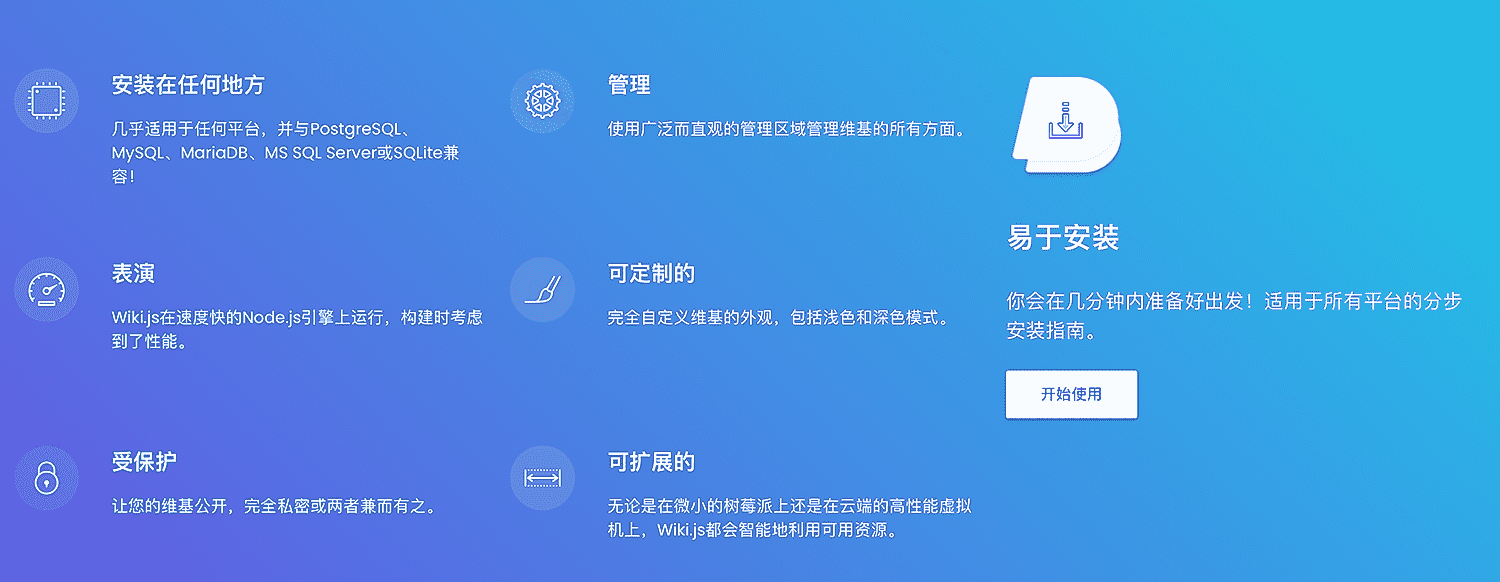 安装在任何地方
几乎适用于任何平台，并与PostgreSQL、
MySQL、MariaDB、MS SQL Server或SQLite兼
容！
管理
使用广泛而直观的管理区域管理维基的所有方面。
表演
Wiki.js在速度快的Node.js引擎上运行，构建时考虑
到了性能。
可定制的
完全自定义维基的外观，包括浅色和深色模式。
受保护
让您的维基公开，完全私密或两者兼而有之。
可扩展的
无论是在微小的树莓派上还是在云端的高性能虚拟
机上，Wiki.js都会智能地利用可用资源。
易于安装
你会在几分钟内准备好出发！适用于所有平台的分步
安装指南。
开始使用